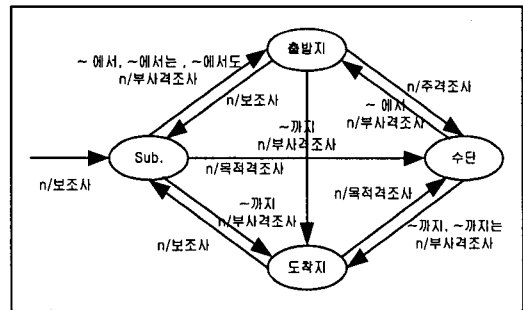 출발지
~ 에서, ~에서는 , ~에서도
n/부사격조사
n/주격조사
n/보조사
~ 에서
n/부사격조사
~까지
n/부사격조사
Sub.
수단
n/보조사
n/목적격조사
~까지
n/부사격조사
n/목적격조사
n/보조사
~까지, ~까지는
n/부사격조사
도착지